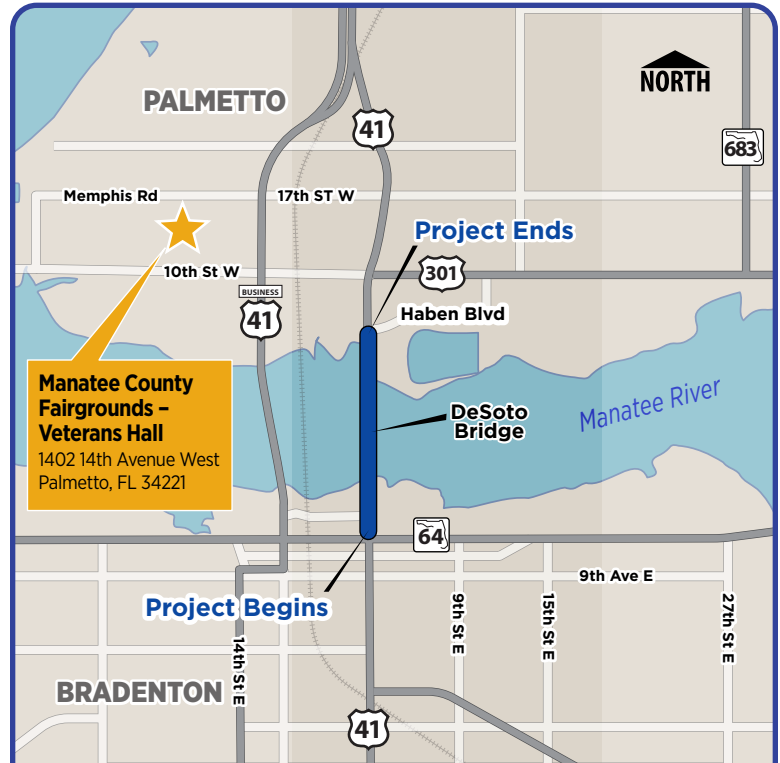 PALMETTO
NORTH
41
683
Memphis Rd
17th ST W
Project Ends
10th St W
301
BUSINESS
41
Haben Blvd
Manatee County
Fairgrounds –
Veterans Hall
1402 14th Avenue West
Palmetto, FL 34221
DeSoto
Bridge
Manatee River
64
9th Ave E
Project Begins
14th St E
9th St E
15th St E
27th St E
BRADENTON
41